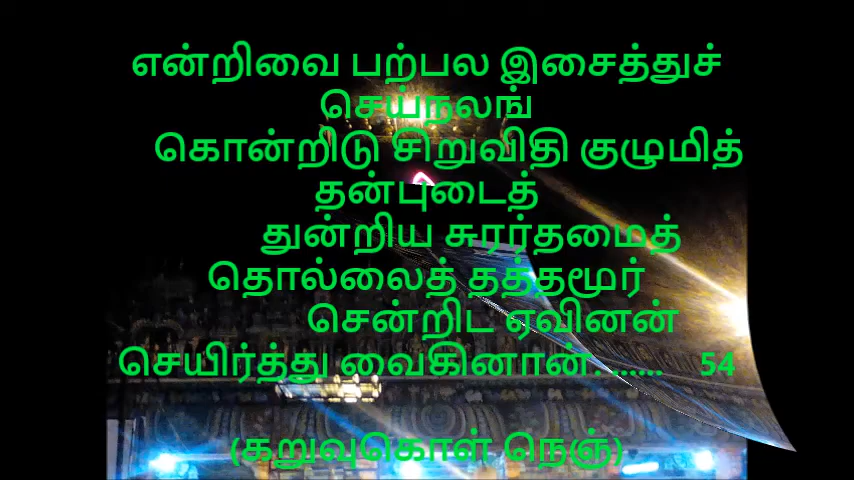 என்றிவை பற்பல இசைத்துச்
செய்நலங்
கொன்றிடு சிறுவிதி குழுமித்
தன்புடைத்
துன்றிய சுரர்தமைத்
தொல்லைத் தத்தமூர்
சென்றிட ஏவினன்
செயிர்த்து வைகினான். ...... 54
(கறுவுகொள் நெஞ்)